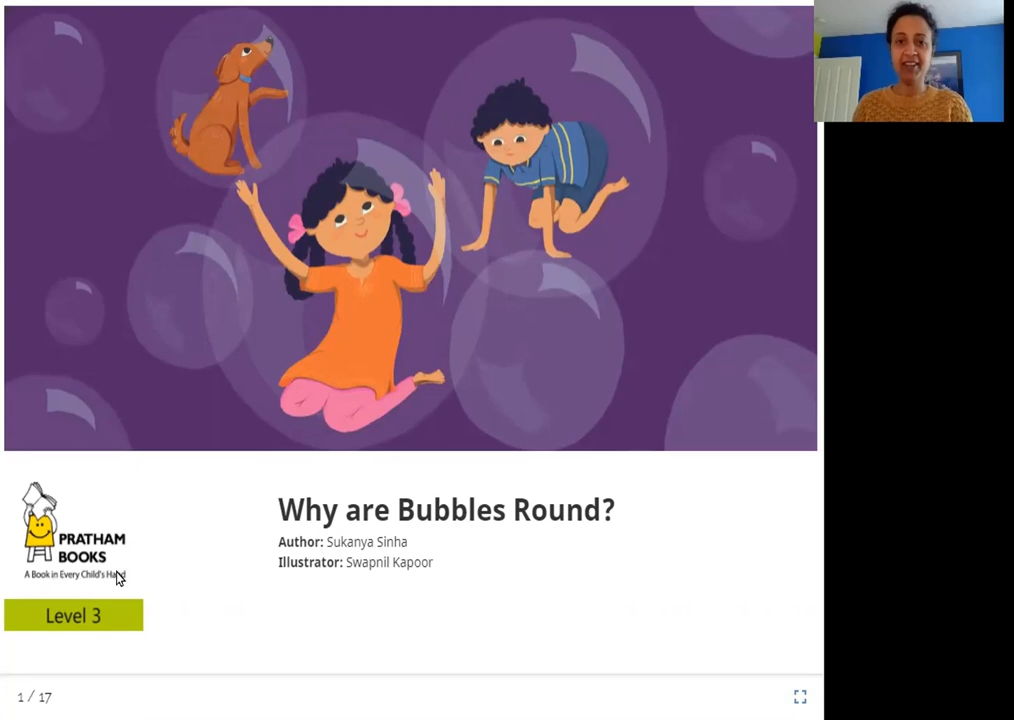 Why are Bubbles Round?
Author: Sukanya Sinha
Illustrator: Swapnil Kapoor
PRATHAM
BOOKS
A Book in Every Child's Hand
Level 3
1 / 17